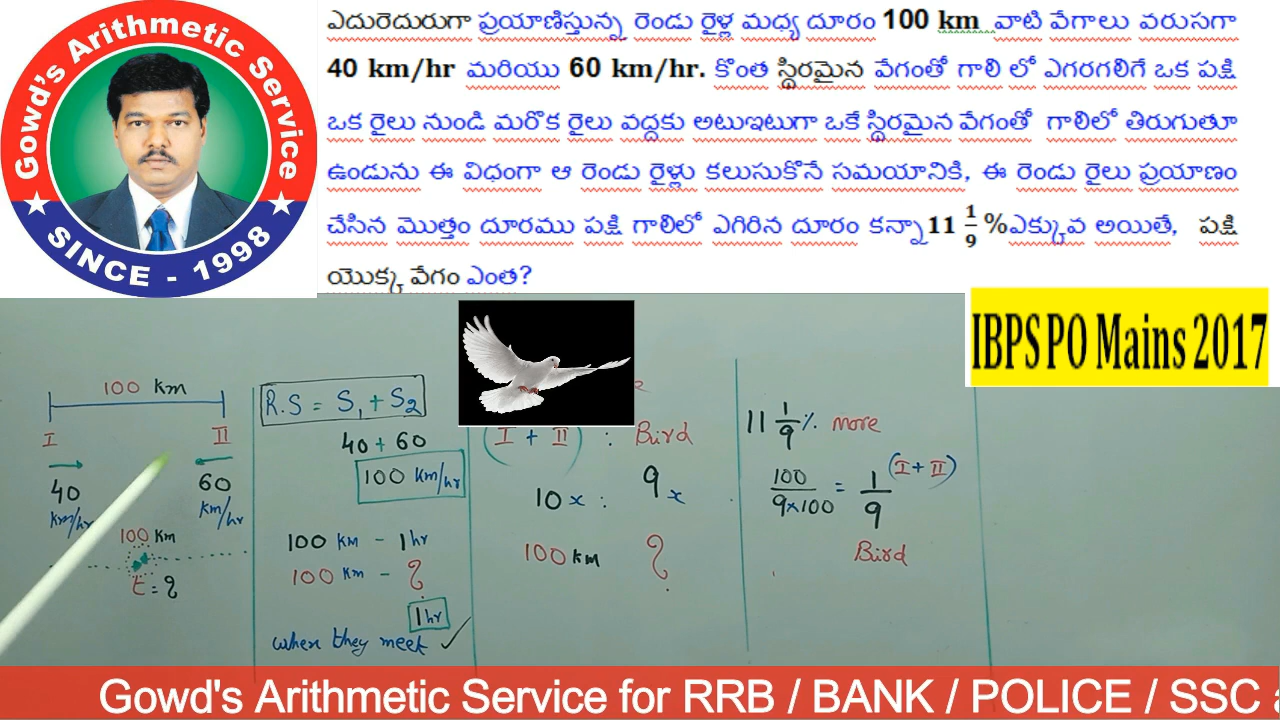 Gowd's Arithmetic Service
SINCE - 1998
ఎదురెదురుగా ప్రయాణిస్తున్న రెండు రైళ్ల మధ్య దూరం 100 km వాటి వేగాలు వరుసగా
40 km/hr మరియు 60 km/hr. కొంత స్థిరమైన వేగంతో గాలి లో ఎగరగలిగే ఒక పక్షి
ఒక రైలు నుండి మరొక రైలు వద్దకు అటుఇటుగా ఒకే స్థిరమైన వేగంతో గాలిలో తిరుగుతూ
ఉండును ఈ విధంగా ఆ రెండు రైళ్లు కలుసుకొనే సమయానికి, ఈ రెండు రైలు ప్రయాణం
చేసిన మొత్తం దూరము పక్షి గాలిలో ఎగిరిన దూరం కన్నా 11 1/9 % ఎక్కువ అయితే, పక్షి
యొక్క వేగం ఎంత?
IBPS PO Mains 2017
100 km
I II
40 60
km/hr km/hr
100 km
t = ?
R.S = S1 + S2
40 + 60
100 km/hr
100 km - 1hr
100 km - ?
1hr
when they meet ✓
(I + II) : Bird
10x : 9x
100 km ?
11 1/9 % more
100/9×100 = 1/9 (I + II)
Bird
Gowd's Arithmetic Service for RRB / BANK / POLICE / SSC